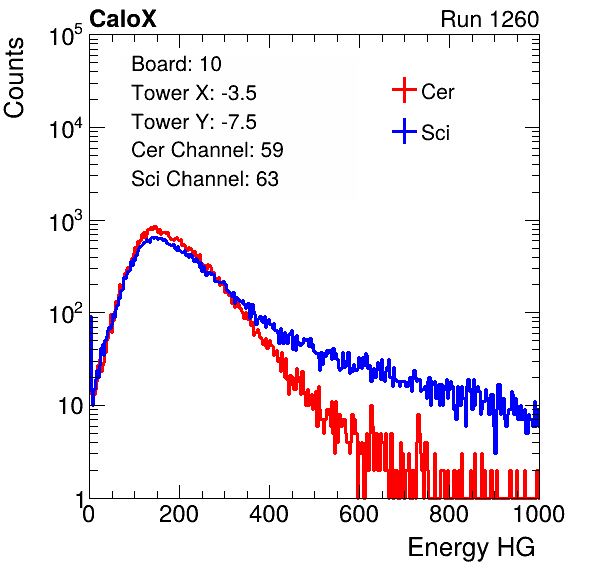 CaloX Run 1260
Counts
Board: 10
Tower X: -3.5
Tower Y: -7.5
Cer Channel: 59
Sci Channel: 63
Cer
Sci
10^5
10^4
10^3
10^2
10
1
0 200 400 600 800 1000
Energy HG